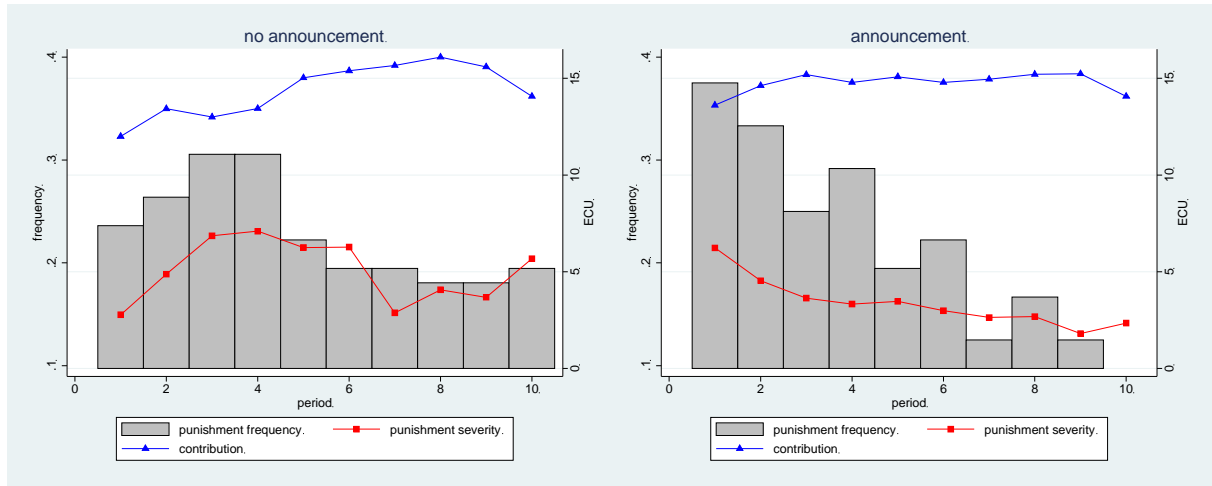 no announcement.
.4.
.3.
.2.
.1.
frequency.
15.
10.
5.
0.
ECU.
0 2 4 6 8 10.
period.
punishment frequency. punishment severity.
contribution.
announcement.
.4.
.3.
.2.
.1.
frequency.
15.
10.
5.
0.
ECU.
0 2 4 6 8 10.
period.
punishment frequency. punishment severity.
contribution.